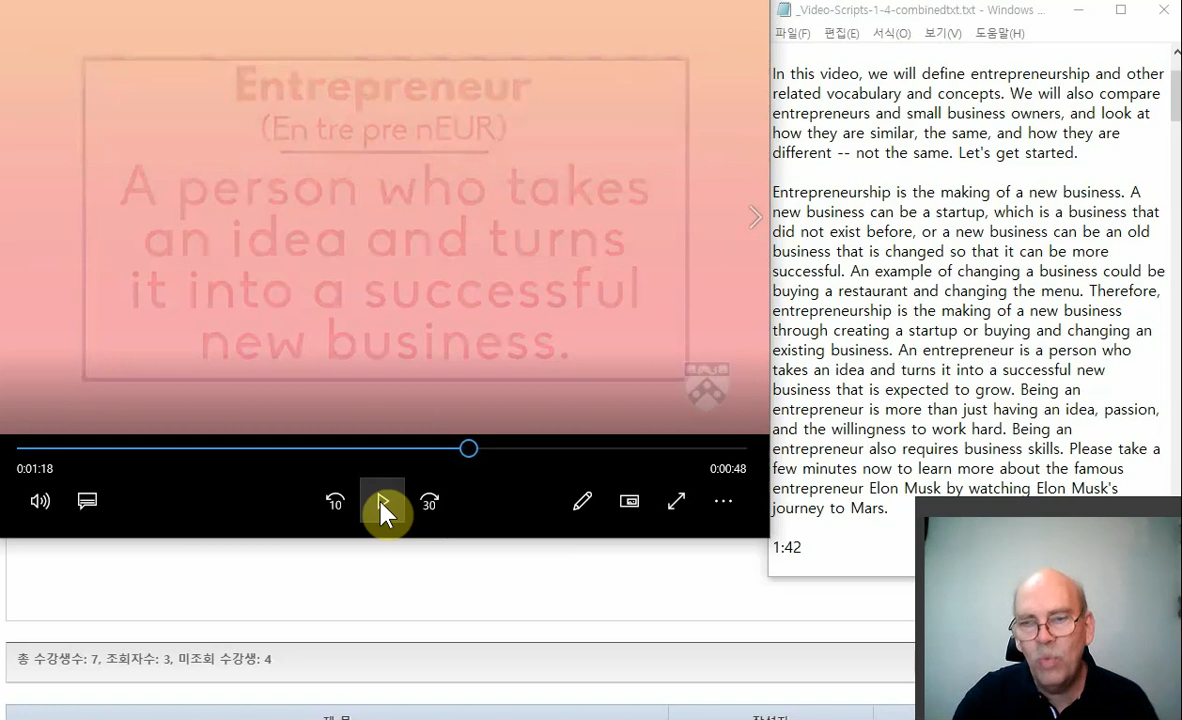 Entrepreneur
(En tre pre nEUR)
A person who takes
an idea and turns
it into a successful
new business.
0:01:18
0:00:48
10
30
_Video-Scripts-1-4-combinedtxt.txt - Windows ...
파일(F) 편집(E) 서식(O) 보기(V) 도움말(H)
In this video, we will define entrepreneurship and other
related vocabulary and concepts. We will also compare
entrepreneurs and small business owners, and look at
how they are similar, the same, and how they are
different -- not the same. Let's get started.
Entrepreneurship is the making of a new business. A
new business can be a startup, which is a business that
did not exist before, or a new business can be an old
business that is changed so that it can be more
successful. An example of changing a business could be
buying a restaurant and changing the menu. Therefore,
entrepreneurship is the making of a new business
through creating a startup or buying and changing an
existing business. An entrepreneur is a person who
takes an idea and turns it into a successful new
business that is expected to grow. Being an
entrepreneur is more than just having an idea, passion,
and the willingness to work hard. Being an
entrepreneur also requires business skills. Please take a
few minutes now to learn more about the famous
entrepreneur Elon Musk by watching Elon Musk's
journey to Mars.
1:42
총 수강생수: 7, 조회자수: 3, 미조회 수강생: 4
제 목 작성자